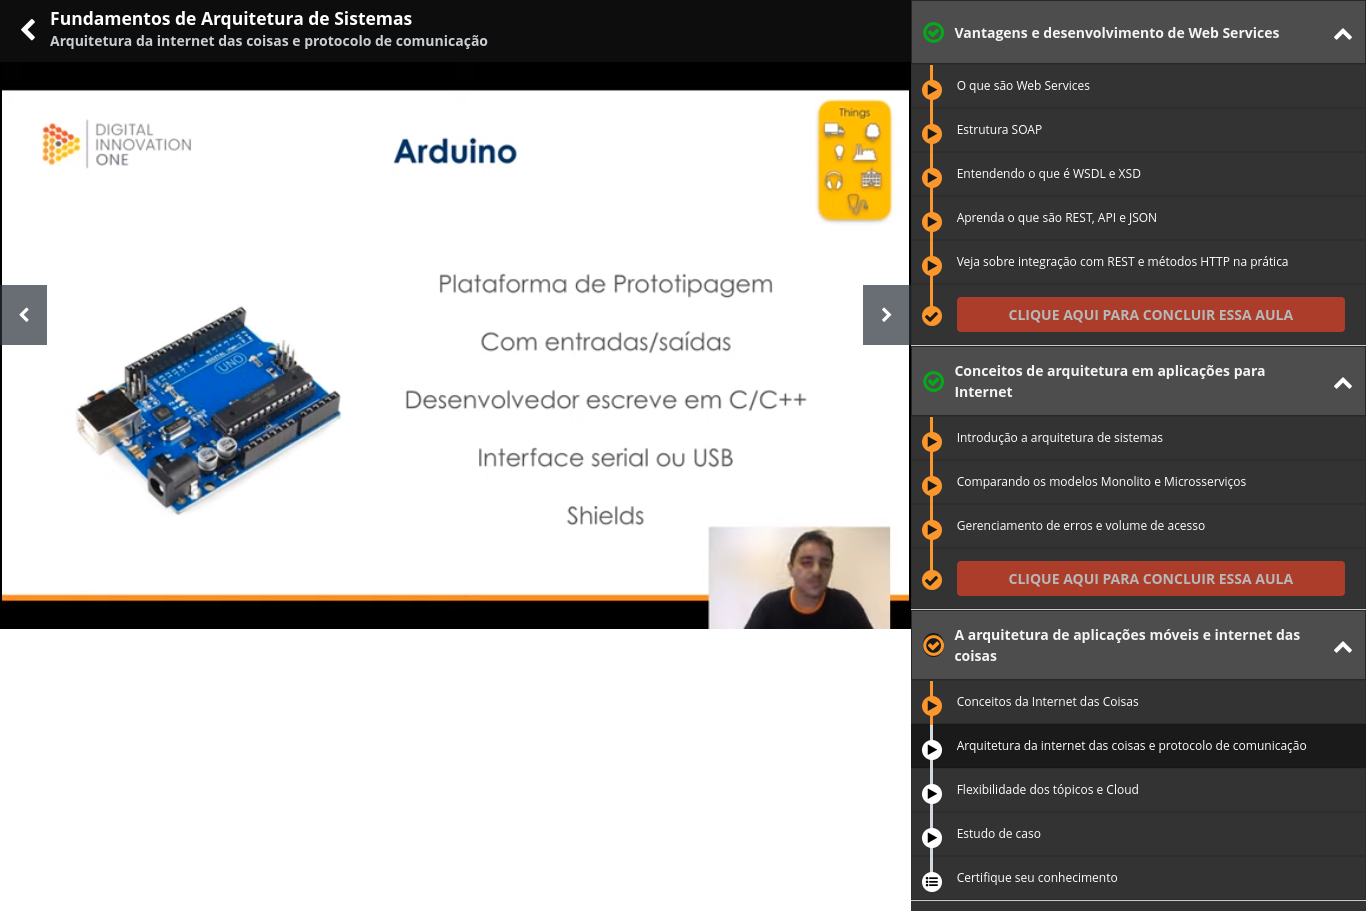 Fundamentos de Arquitetura de Sistemas
Arquitetura da internet das coisas e protocolo de comunicação
DIGITAL
INNOVATION
ONE
Arduino
Things
Plataforma de Prototipagem
Com entradas/saídas
Desenvolvedor escreve em C/C++
Interface serial ou USB
Shields
UNO
Vantagens e desenvolvimento de Web Services
O que são Web Services
Estrutura SOAP
Entendendo o que é WSDL e XSD
Aprenda o que são REST, API e JSON
Veja sobre integração com REST e métodos HTTP na prática
CLIQUE AQUI PARA CONCLUIR ESSA AULA
Conceitos de arquitetura em aplicações para
Internet
Introdução a arquitetura de sistemas
Comparando os modelos Monolito e Microsserviços
Gerenciamento de erros e volume de acesso
CLIQUE AQUI PARA CONCLUIR ESSA AULA
A arquitetura de aplicações móveis e internet das
coisas
Conceitos da Internet das Coisas
Arquitetura da internet das coisas e protocolo de comunicação
Flexibilidade dos tópicos e Cloud
Estudo de caso
Certifique seu conhecimento